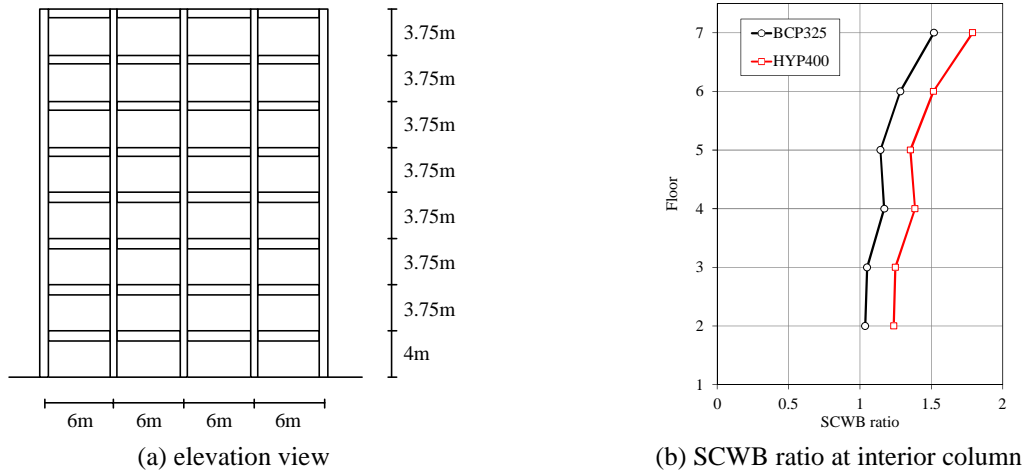 3.75m
3.75m
3.75m
3.75m
3.75m
3.75m
3.75m
4m
6m 6m 6m 6m
(a) elevation view
BCP325
HYP400
7
6
5
4
3
2
1
Floor
0 0.5 1 1.5 2
SCWB ratio
(b) SCWB ratio at interior column